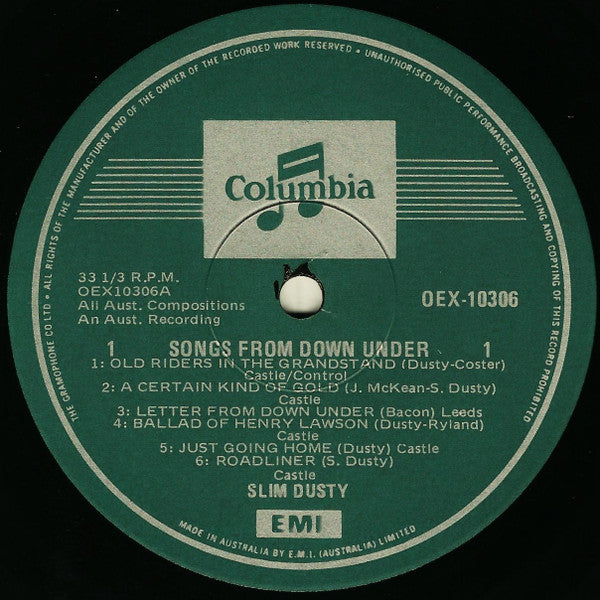 THE GRAMOPHONE CO LTD • ALL RIGHTS OF THE MANUFACTURER AND OF THE OWNER OF THE RECORDED WORK RESERVED • UNAUTHORISED PUBLIC PERFORMANCE BROADCASTING AND COPYING OF THIS RECORD PROHIBITED
Columbia
33 1/3 R.P.M.
OEX10306A
All Aust. Compositions
An Aust. Recording
OEX-10306
1 SONGS FROM DOWN UNDER 1
1: OLD RIDERS IN THE GRANDSTAND (Dusty-Coster)
Castle/Control
2: A CERTAIN KIND OF GOLD (J. McKean-S. Dusty)
Castle
3: LETTER FROM DOWN UNDER (Bacon) Leeds
4: BALLAD OF HENRY LAWSON (Dusty-Ryland)
Castle
5: JUST GOING HOME (Dusty) Castle
6: ROADLINER (S. Dusty)
Castle
SLIM DUSTY
EMI
MADE IN AUSTRALIA BY E.M.I. (AUSTRALIA) LIMITED